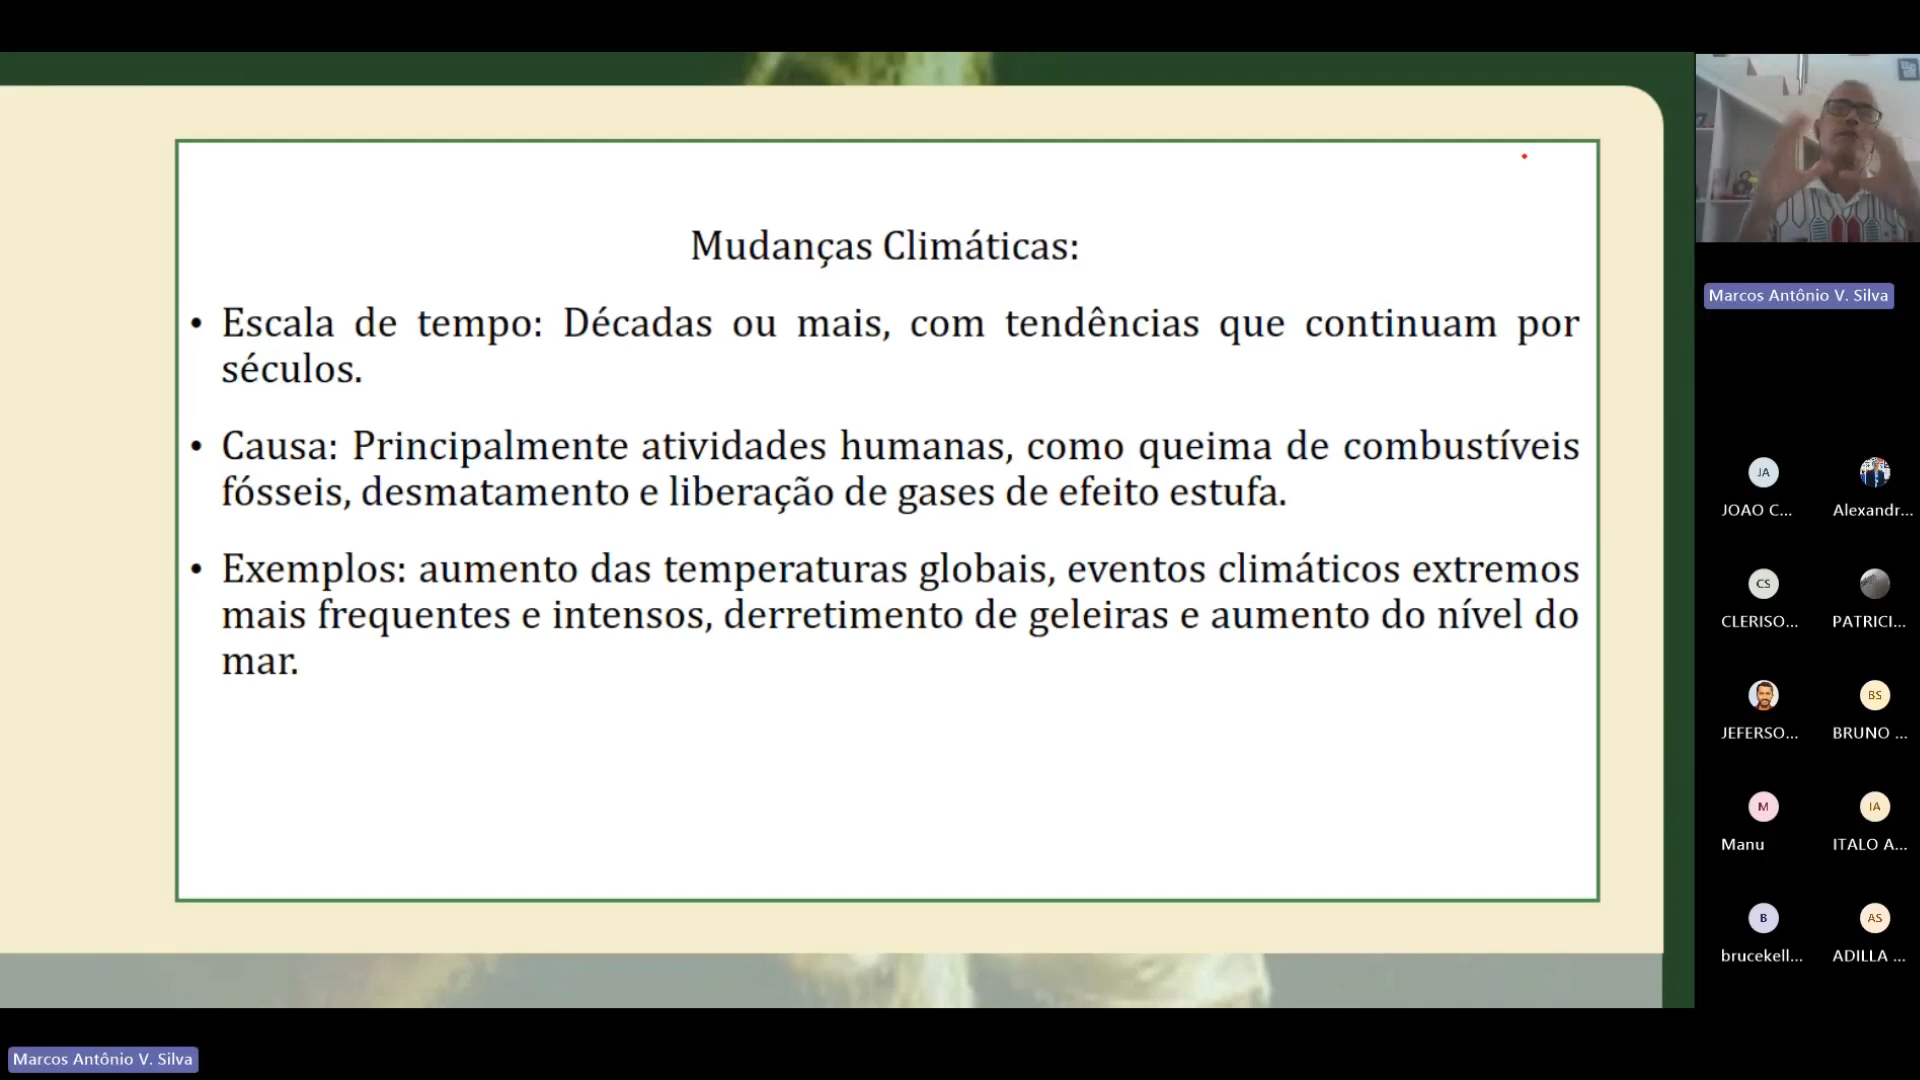 Mudanças Climáticas:
• Escala de tempo: Décadas ou mais, com tendências que continuam por
séculos.
• Causa: Principalmente atividades humanas, como queima de combustíveis
fósseis, desmatamento e liberação de gases de efeito estufa.
• Exemplos: aumento das temperaturas globais, eventos climáticos extremos
mais frequentes e intensos, derretimento de geleiras e aumento do nível do
mar.
Marcos Antônio V. Silva
JA
JOAO C...
Alexandr...
CS
CLERISO...
PATRICI...
JEFERSO...
BS
BRUNO ...
M
Manu
IA
ITALO A...
B
brucekell...
AS
ADILLA ...
Marcos Antônio V. Silva